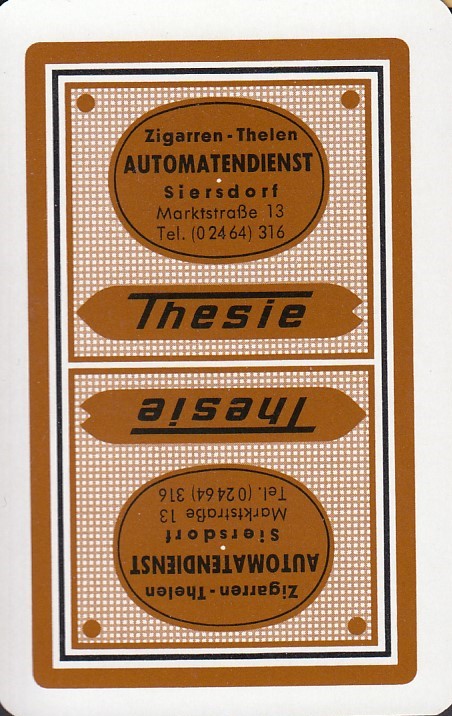 Zigarren - Thelen
AUTOMATENDIENST
Siersdorf
Marktstraße 13
Tel. (02464) 316
Thesie
Thesie
Tel. (02464) 316
Marktstraße 13
Siersdorf
AUTOMATENDIENST
Zigarren - Thelen